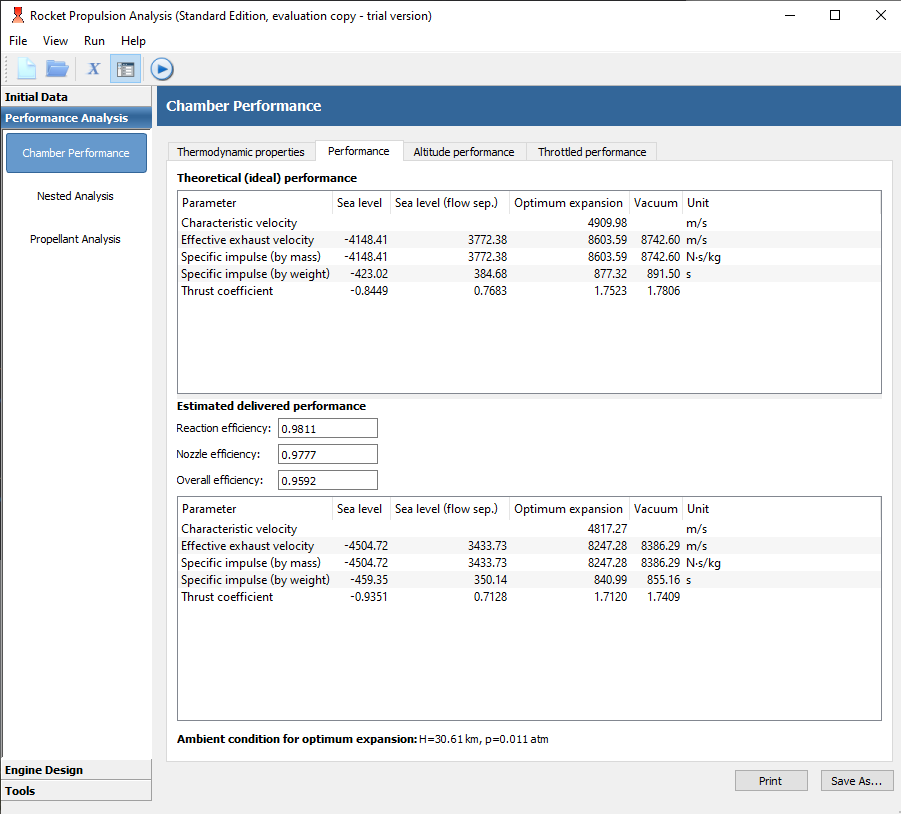 Rocket Propulsion Analysis (Standard Edition, evaluation copy - trial version)
File View Run Help
X
Initial Data
Performance Analysis
Chamber Performance
Nested Analysis
Propellant Analysis
Engine Design
Tools
Chamber Performance
Thermodynamic properties Performance Altitude performance Throttled performance
Theoretical (ideal) performance
Parameter Sea level Sea level (flow sep.) Optimum expansion Vacuum Unit
Characteristic velocity 4909.98 m/s
Effective exhaust velocity -4148.41 3772.38 8603.59 8742.60 m/s
Specific impulse (by mass) -4148.41 3772.38 8603.59 8742.60 N·s/kg
Specific impulse (by weight) -423.02 384.68 877.32 891.50 s
Thrust coefficient -0.8449 0.7683 1.7523 1.7806
Estimated delivered performance
Reaction efficiency: 0.9811
Nozzle efficiency: 0.9777
Overall efficiency: 0.9592
Parameter Sea level Sea level (flow sep.) Optimum expansion Vacuum Unit
Characteristic velocity 4817.27 m/s
Effective exhaust velocity -4504.72 3433.73 8247.28 8386.29 m/s
Specific impulse (by mass) -4504.72 3433.73 8247.28 8386.29 N·s/kg
Specific impulse (by weight) -459.35 350.14 840.99 855.16 s
Thrust coefficient -0.9351 0.7128 1.7120 1.7409
Ambient condition for optimum expansion: H=30.61 km, p=0.011 atm
Print Save As...